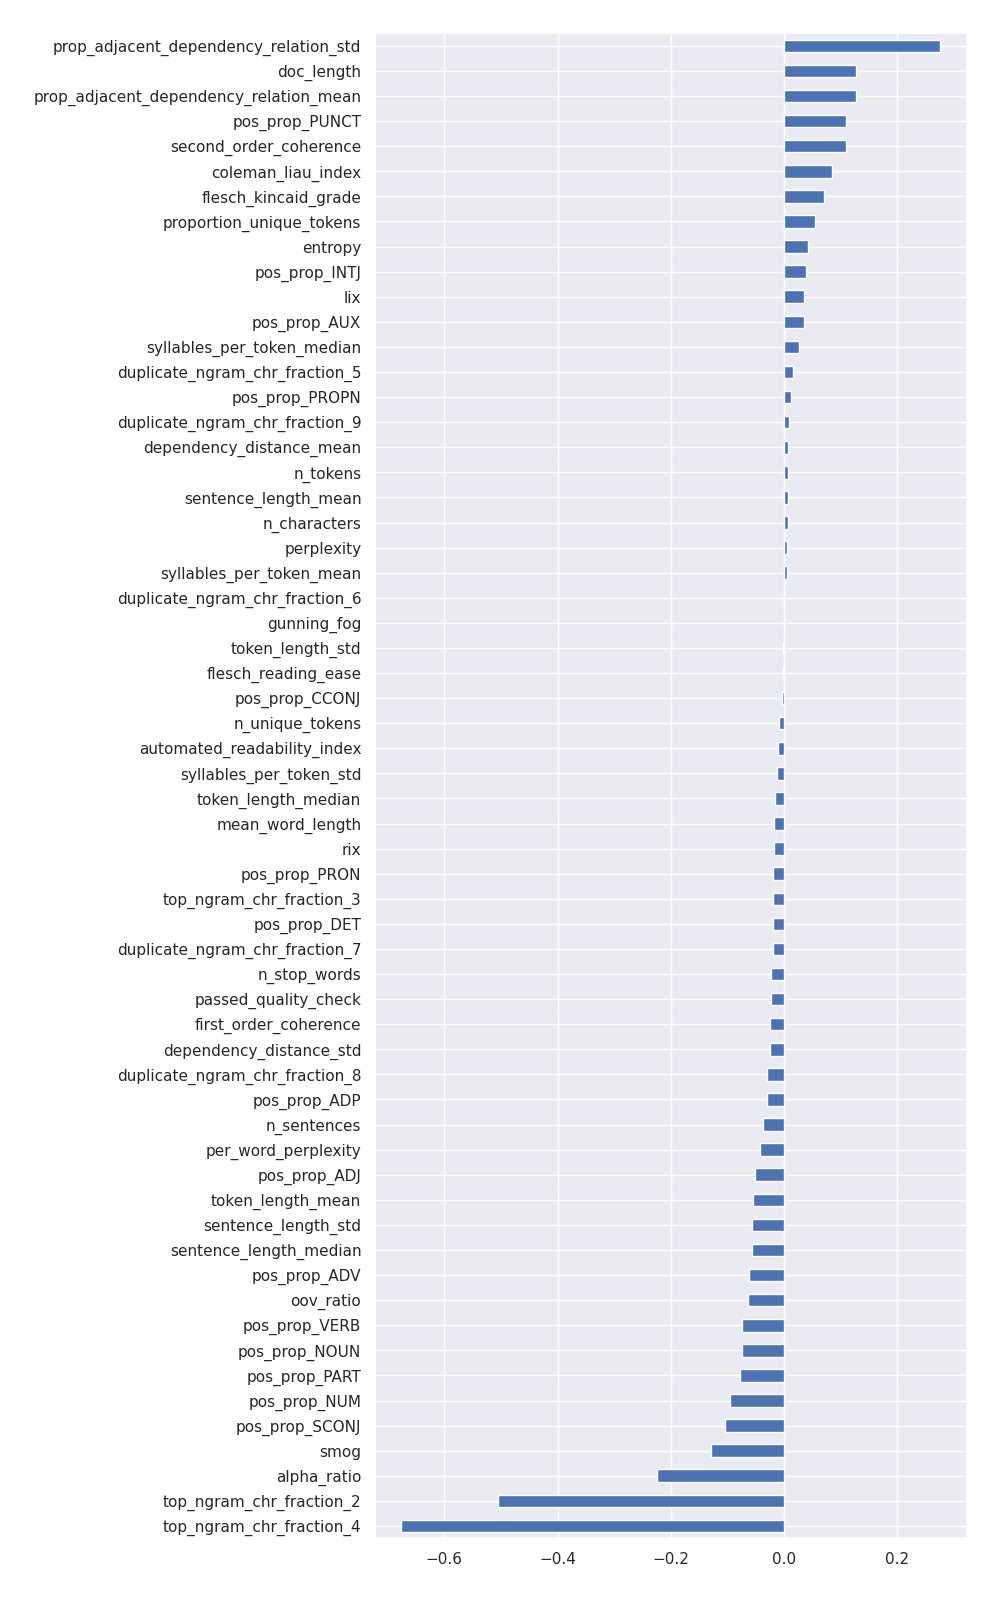 prop_adjacent_dependency_relation_std
doc_length
prop_adjacent_dependency_relation_mean
pos_prop_PUNCT
second_order_coherence
coleman_liau_index
flesch_kincaid_grade
proportion_unique_tokens
entropy
pos_prop_INTJ
lix
pos_prop_AUX
syllables_per_token_median
duplicate_ngram_chr_fraction_5
pos_prop_PROPN
duplicate_ngram_chr_fraction_9
dependency_distance_mean
n_tokens
sentence_length_mean
n_characters
perplexity
syllables_per_token_mean
duplicate_ngram_chr_fraction_6
gunning_fog
token_length_std
flesch_reading_ease
pos_prop_CCONJ
n_unique_tokens
automated_readability_index
syllables_per_token_std
token_length_median
mean_word_length
rix
pos_prop_PRON
top_ngram_chr_fraction_3
pos_prop_DET
duplicate_ngram_chr_fraction_7
n_stop_words
passed_quality_check
first_order_coherence
dependency_distance_std
duplicate_ngram_chr_fraction_8
pos_prop_ADP
n_sentences
per_word_perplexity
pos_prop_ADJ
token_length_mean
sentence_length_std
sentence_length_median
pos_prop_ADV
oov_ratio
pos_prop_VERB
pos_prop_NOUN
pos_prop_PART
pos_prop_NUM
pos_prop_SCONJ
smog
alpha_ratio
top_ngram_chr_fraction_2
top_ngram_chr_fraction_4
−0.6 −0.4 −0.2 0.0 0.2